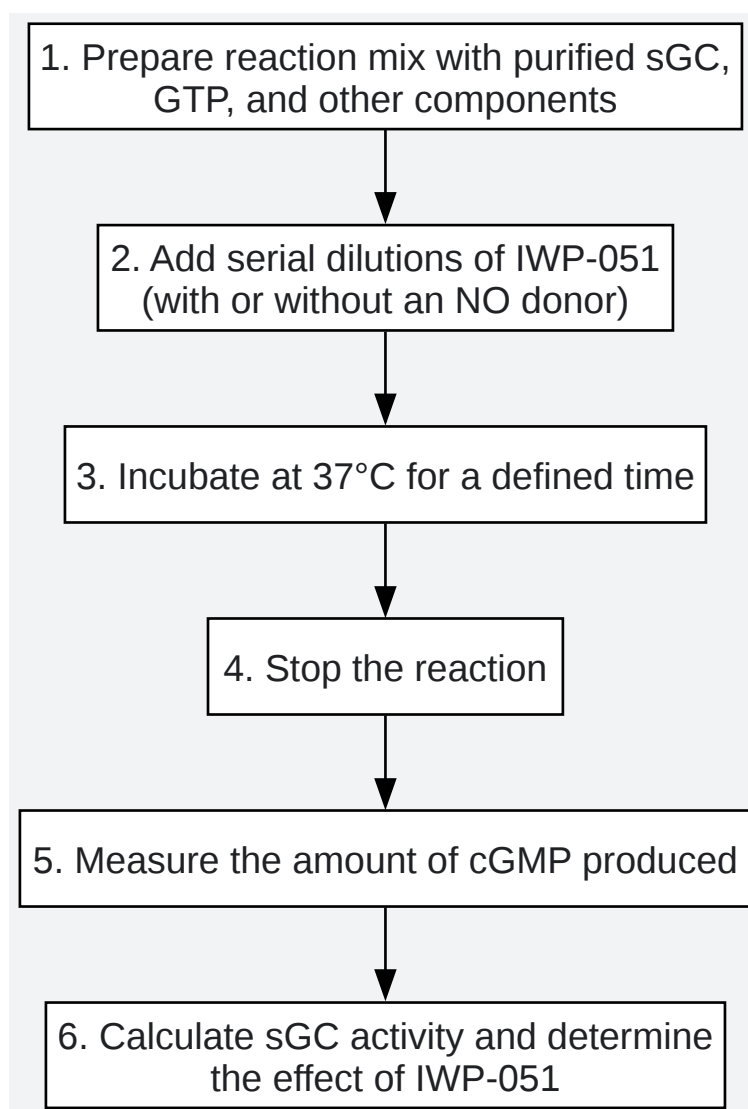 1. Prepare reaction mix with purified sGC,
GTP, and other components
2. Add serial dilutions of IWP-051
(with or without an NO donor)
3. Incubate at 37°C for a defined time
4. Stop the reaction
5. Measure the amount of cGMP produced
6. Calculate sGC activity and determine
the effect of IWP-051